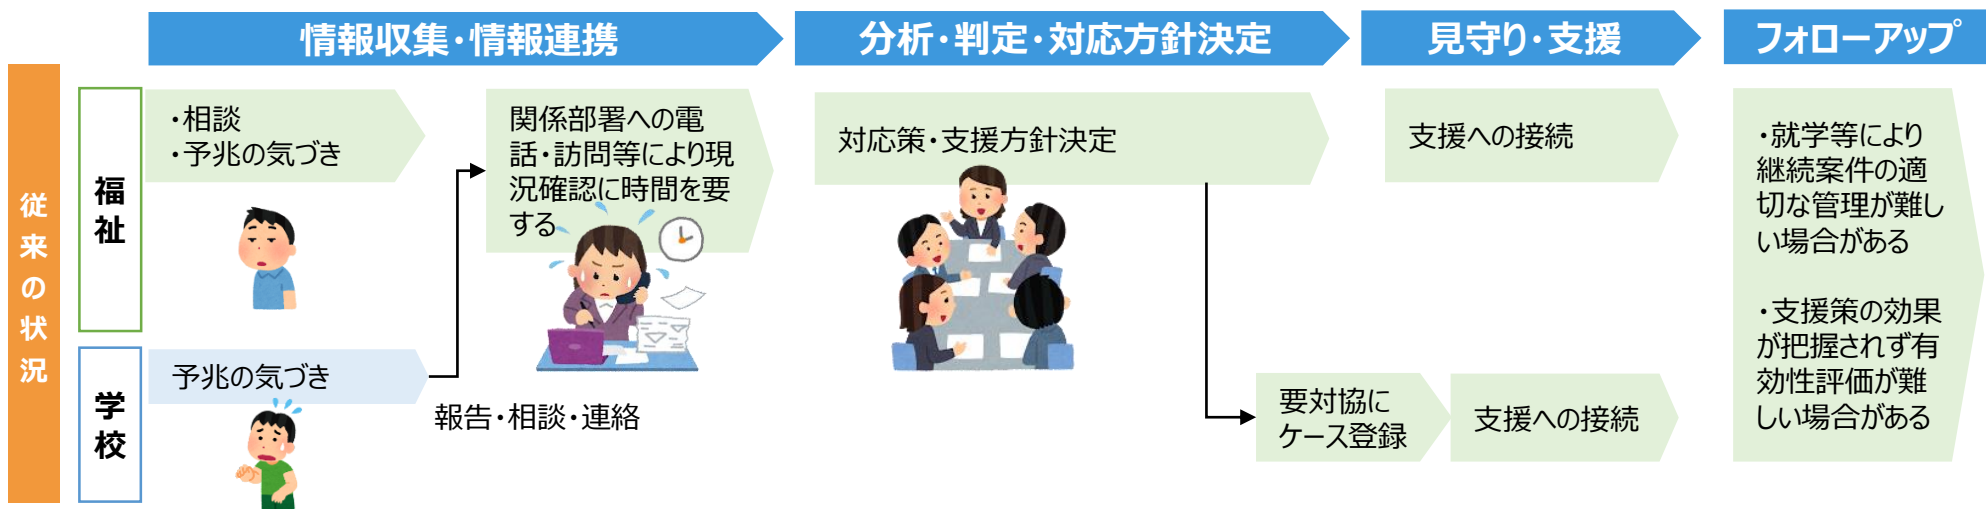 情報収集・情報連携
分析・判定・対応方針決定
見守り・支援
フォローアップ
従来の状況
福祉
・相談
・予兆の気づき
関係部署への電
話・訪問等により現
況確認に時間を要
する
対応策・支援方針決定
支援への接続
・就学等により
継続案件の適
切な管理が難し
い場合がある
・支援策の効果
が把握されず有
効性評価が難
しい場合がある
学校
予兆の気づき
報告・相談・連絡
要対協に
ケース登録
支援への接続